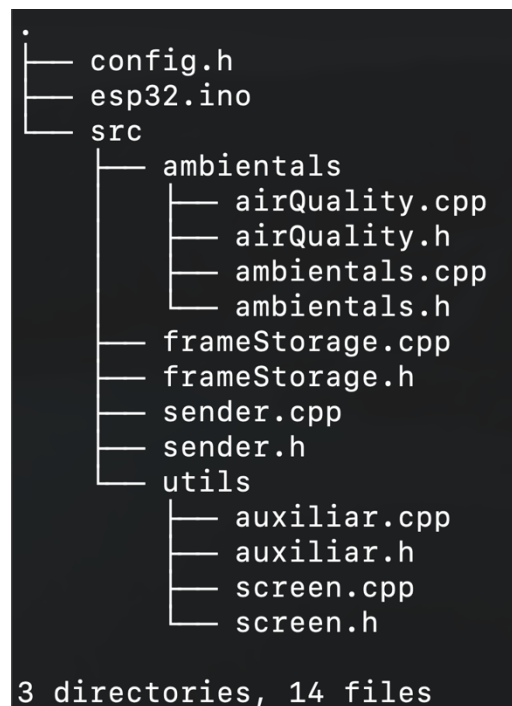 .
├── config.h
├── esp32.ino
└── src
    ├── ambientals
    │   ├── airQuality.cpp
    │   ├── airQuality.h
    │   ├── ambientals.cpp
    │   └── ambientals.h
    ├── frameStorage.cpp
    ├── frameStorage.h
    ├── sender.cpp
    ├── sender.h
    └── utils
        ├── auxiliar.cpp
        ├── auxiliar.h
        ├── screen.cpp
        └── screen.h
3 directories, 14 files